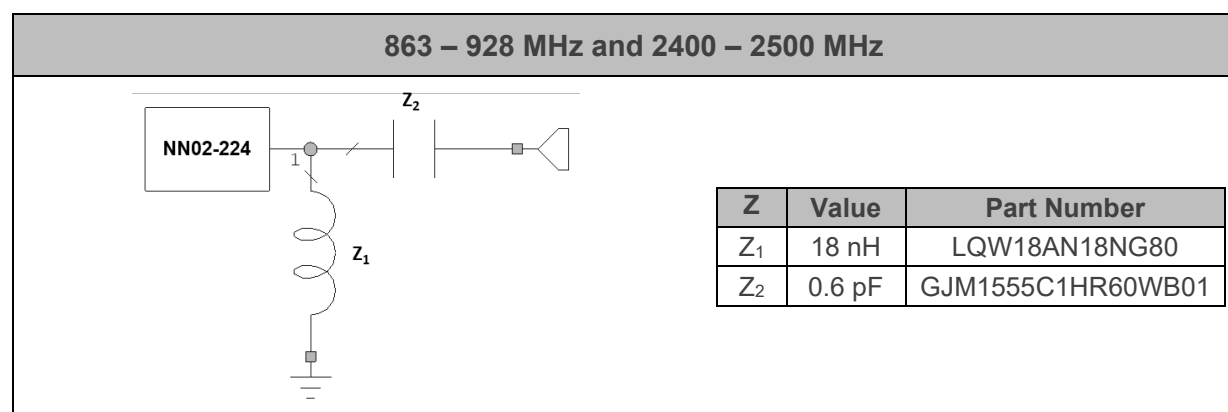 863 – 928 MHz and 2400 – 2500 MHz
Z₂
NN02-224
1
Z₁
Z Value Part Number
Z₁ 18 nH LQW18AN18NG80
Z₂ 0.6 pF GJM1555C1HR60WB01